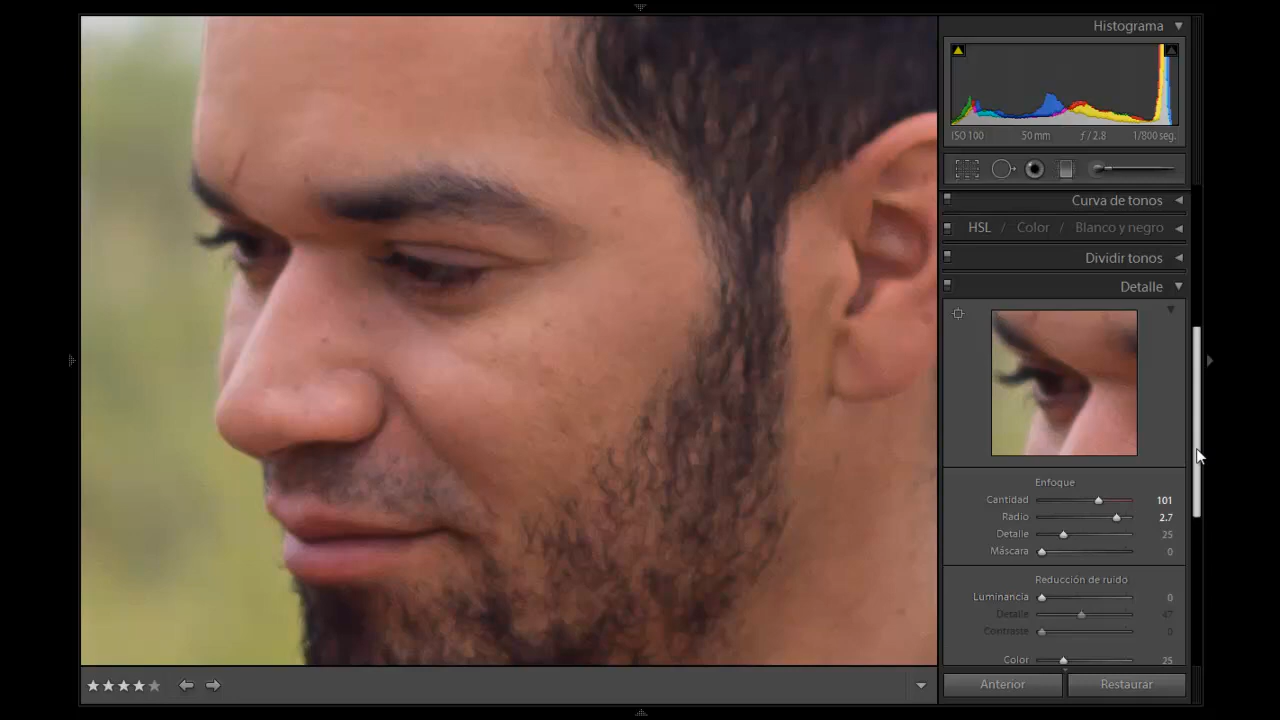 Histograma
ISO 100 50 mm ƒ / 2.8 1/800 seg.
Curva de tonos
HSL / Color / Blanco y negro
Dividir tonos
Detalle
Enfoque
Cantidad 101
Radio 2.7
Detalle 25
Máscara 0
Reducción de ruido
Luminancia 0
Detalle 47
Contraste 0
Color 25
Anterior Restaurar